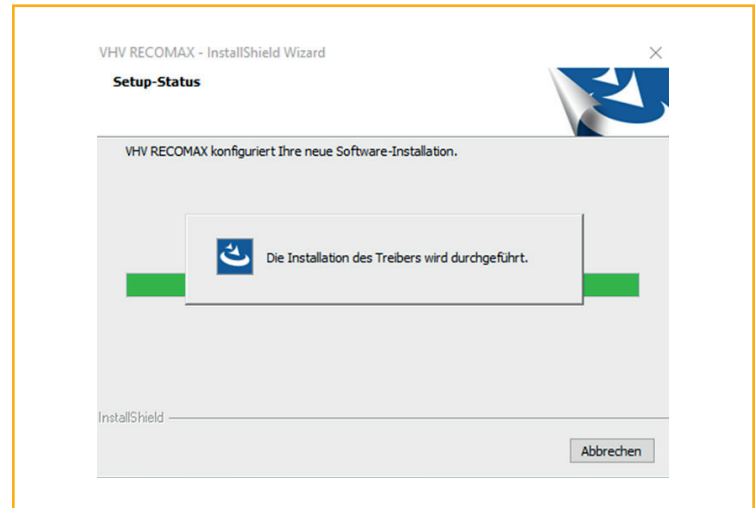 VHV RECOMAX - InstallShield Wizard
Setup-Status
VHV RECOMAX konfiguriert Ihre neue Software-Installation.
Die Installation des Treibers wird durchgeführt.
InstallShield
Abbrechen